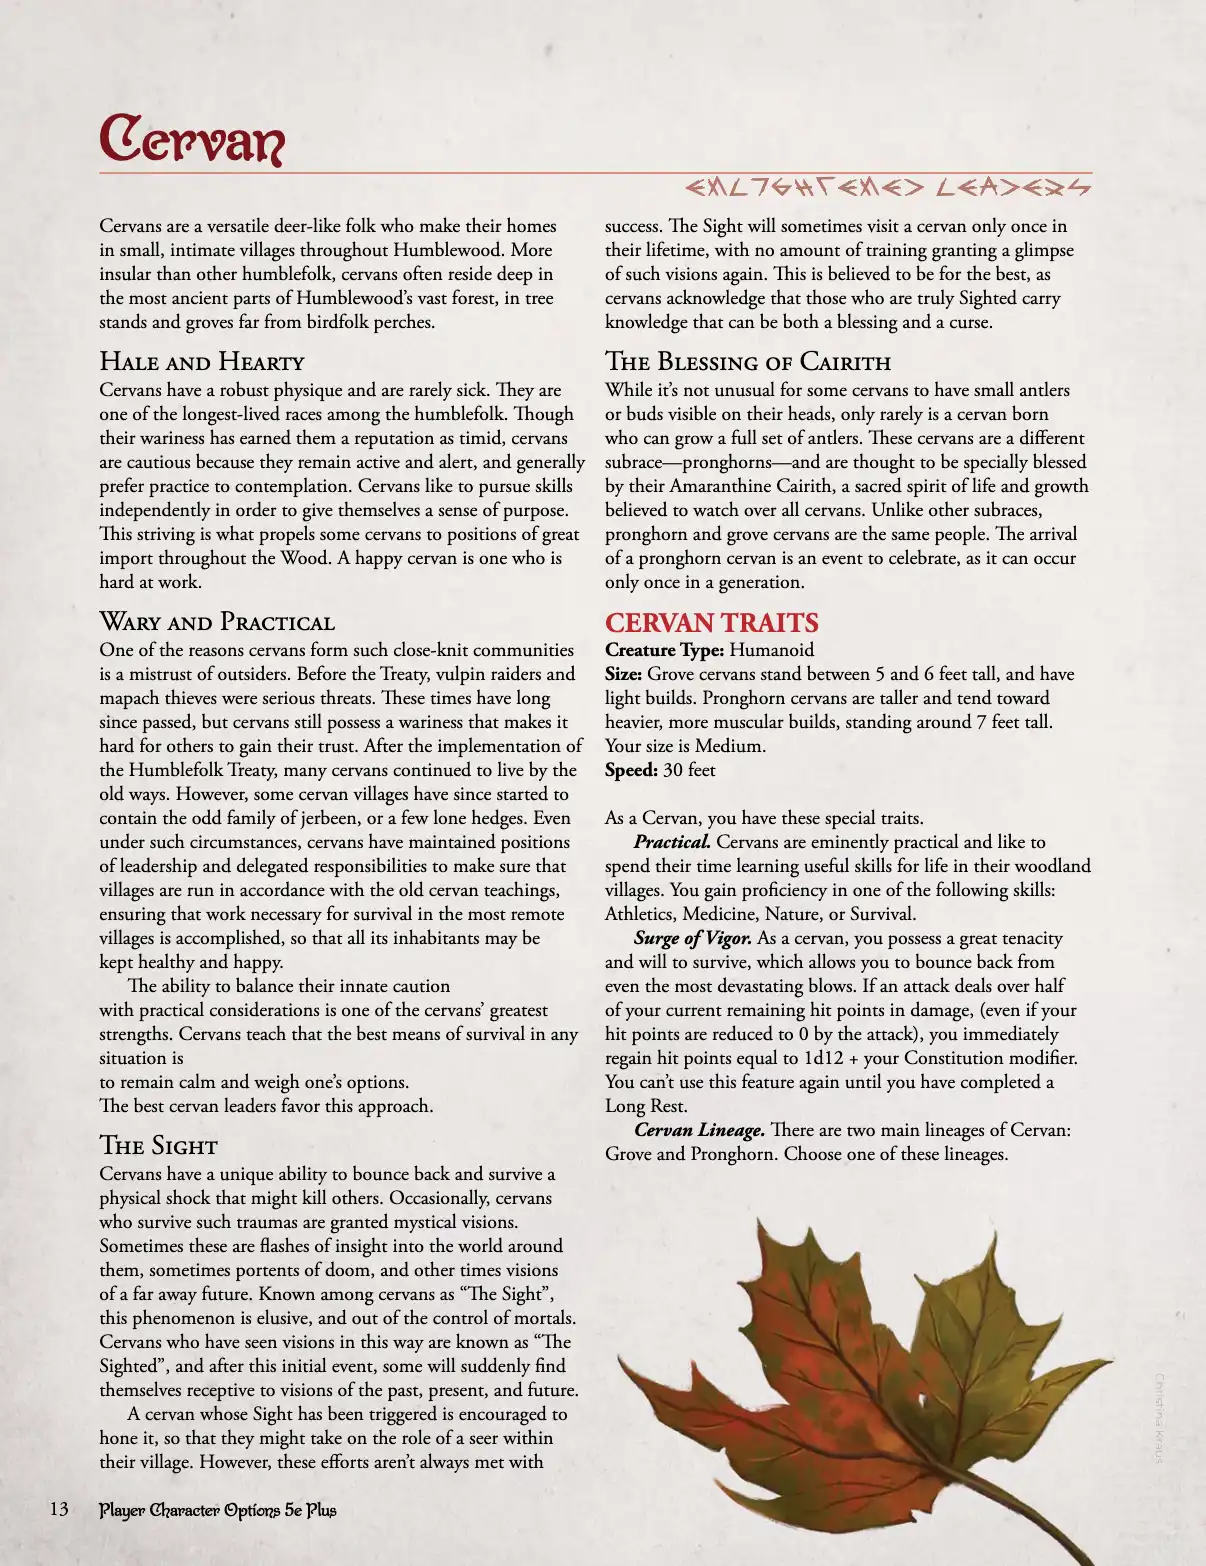 Cervan
ENLIGHTENED LEADERS
Cervans are a versatile deer-like folk who make their homes
in small, intimate villages throughout Humblewood. More
insular than other humblefolk, cervans often reside deep in
the most ancient parts of Humblewood's vast forest, in tree
stands and groves far from birdfolk perches.
Hale and Hearty
Cervans have a robust physique and are rarely sick. They are
one of the longest-lived races among the humblefolk. Though
their wariness has earned them a reputation as timid, cervans
are cautious because they remain active and alert, and generally
prefer practice to contemplation. Cervans like to pursue skills
independently in order to give themselves a sense of purpose.
This striving is what propels some cervans to positions of great
import throughout the Wood. A happy cervan is one who is
hard at work.
Wary and Practical
One of the reasons cervans form such close-knit communities
is a mistrust of outsiders. Before the Treaty, vulpin raiders and
mapach thieves were serious threats. These times have long
since passed, but cervans still possess a wariness that makes it
hard for others to gain their trust. After the implementation of
the Humblefolk Treaty, many cervans continued to live by the
old ways. However, some cervan villages have since started to
contain the odd family of jerbeen, or a few lone hedges. Even
under such circumstances, cervans have maintained positions
of leadership and delegated responsibilities to make sure that
villages are run in accordance with the old cervan teachings,
ensuring that work necessary for survival in the most remote
villages is accomplished, so that all its inhabitants may be
kept healthy and happy.
The ability to balance their innate caution
with practical considerations is one of the cervans' greatest
strengths. Cervans teach that the best means of survival in any
situation is
to remain calm and weigh one's options.
The best cervan leaders favor this approach.
The Sight
Cervans have a unique ability to bounce back and survive a
physical shock that might kill others. Occasionally, cervans
who survive such traumas are granted mystical visions.
Sometimes these are flashes of insight into the world around
them, sometimes portents of doom, and other times visions
of a far away future. Known among cervans as “The Sight”,
this phenomenon is elusive, and out of the control of mortals.
Cervans who have seen visions in this way are known as “The
Sighted”, and after this initial event, some will suddenly find
themselves receptive to visions of the past, present, and future.
A cervan whose Sight has been triggered is encouraged to
hone it, so that they might take on the role of a seer within
their village. However, these efforts aren't always met with
success. The Sight will sometimes visit a cervan only once in
their lifetime, with no amount of training granting a glimpse
of such visions again. This is believed to be for the best, as
cervans acknowledge that those who are truly Sighted carry
knowledge that can be both a blessing and a curse.
The Blessing of Cairith
While it's not unusual for some cervans to have small antlers
or buds visible on their heads, only rarely is a cervan born
who can grow a full set of antlers. These cervans are a different
subrace—pronghorns—and are thought to be specially blessed
by their Amaranthine Cairith, a sacred spirit of life and growth
believed to watch over all cervans. Unlike other subraces,
pronghorn and grove cervans are the same people. The arrival
of a pronghorn cervan is an event to celebrate, as it can occur
only once in a generation.
CERVAN TRAITS
Creature Type: Humanoid
Size: Grove cervans stand between 5 and 6 feet tall, and have
light builds. Pronghorn cervans are taller and tend toward
heavier, more muscular builds, standing around 7 feet tall.
Your size is Medium.
Speed: 30 feet
As a Cervan, you have these special traits.
Practical. Cervans are eminently practical and like to
spend their time learning useful skills for life in their woodland
villages. You gain proficiency in one of the following skills:
Athletics, Medicine, Nature, or Survival.
Surge of Vigor. As a cervan, you possess a great tenacity
and will to survive, which allows you to bounce back from
even the most devastating blows. If an attack deals over half
of your current remaining hit points in damage, (even if your
hit points are reduced to 0 by the attack), you immediately
regain hit points equal to 1d12 + your Constitution modifier.
You can't use this feature again until you have completed a
Long Rest.
Cervan Lineage. There are two main lineages of Cervan:
Grove and Pronghorn. Choose one of these lineages.
Christina Kraus
13 Player Character Options 5e Plus